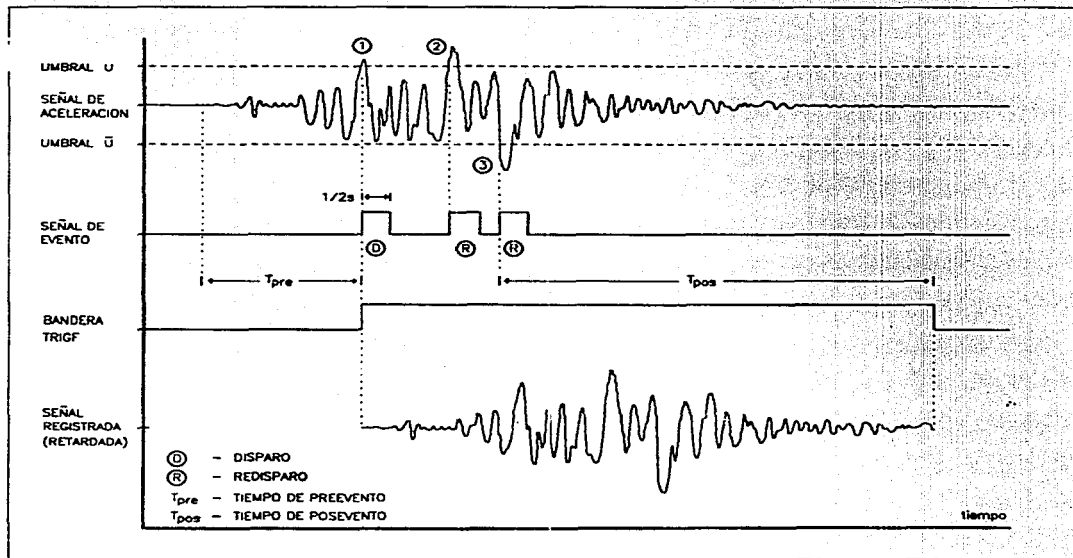 ① ②
UMBRAL U
SEÑAL DE
ACELERACION
UMBRAL Ū
③
1/2s
SEÑAL DE
EVENTO
Ⓓ Ⓡ Ⓡ
Tpre Tpos
BANDERA
TRIGF
SEÑAL
REGISTRADA
(RETARDADA)
Ⓓ – DISPARO
Ⓡ – REDISPARO
Tpre – TIEMPO DE PREEVENTO
Tpos – TIEMPO DE POSEVENTO
tiempo